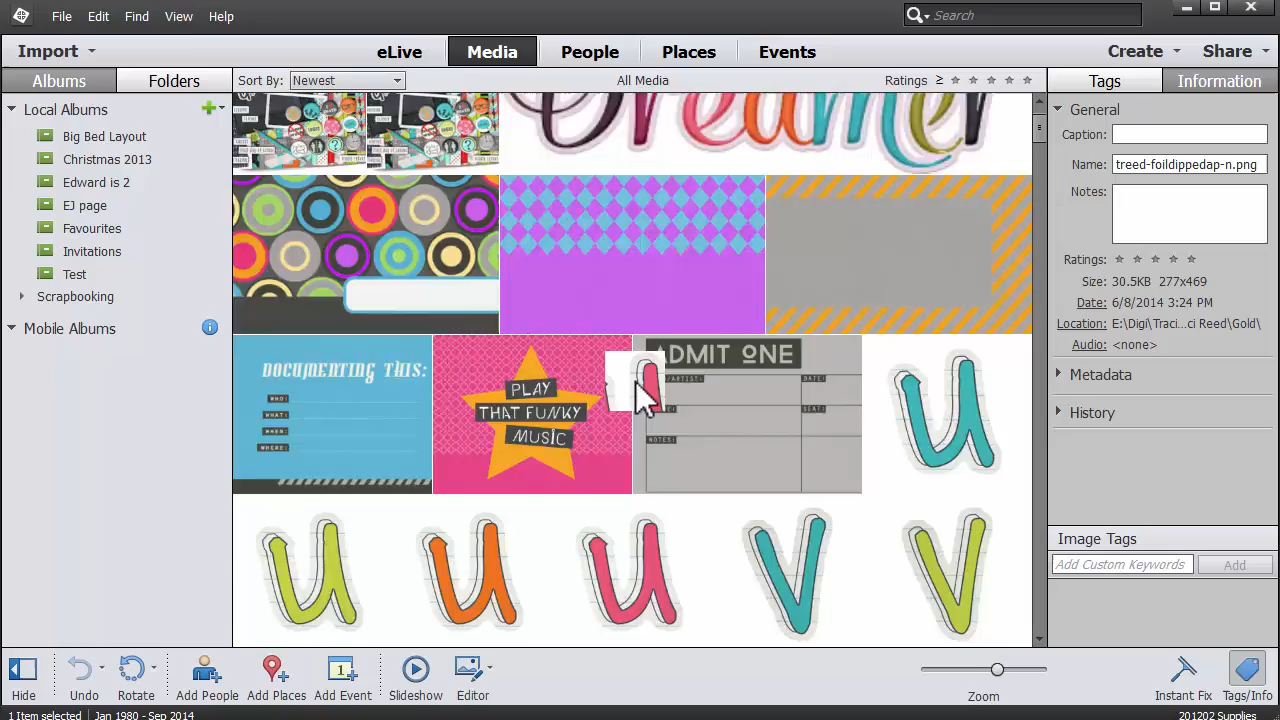 File Edit Find View Help Search
Import eLive Media People Places Events Create Share
Albums Folders Sort By: Newest All Media Ratings ≥ Tags Information
Local Albums
Big Bed Layout
Christmas 2013
Edward is 2
EJ page
Favourites
Invitations
Test
Scrapbooking
Mobile Albums
Dreamer
DOCUMENTING THIS:
WHO:
WHAT:
WHEN:
WHERE:
PLAY
THAT FUNKY
MUSIC
ADMIT ONE
/ARTIST: DATE:
SEAT:
NOTES:
u
u u u v v
General
Caption:
Name: treed-foildippedap-n.png
Notes:
Ratings:
Size: 30.5KB 277x469
Date: 6/8/2014 3:24 PM
Location: E:\Digi\Traci...ci Reed\Gold\
Audio: <none>
Metadata
History
Image Tags
Add Custom Keywords Add
Hide Undo Rotate Add People Add Places Add Event Slideshow Editor Zoom Instant Fix Tags/Info
1 Item selected Jan 1980 - Sep 2014 201202 Supplies